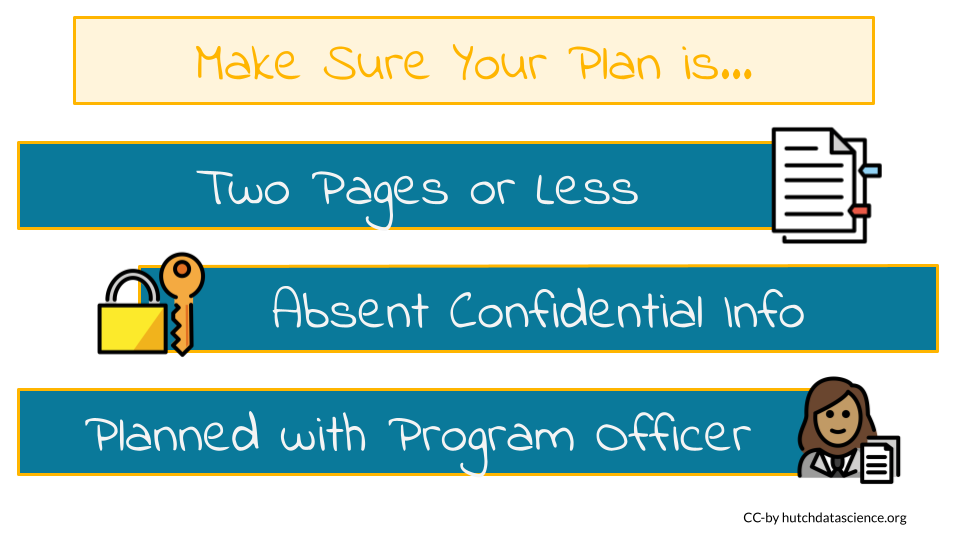 Make Sure Your Plan is...
Two Pages or Less
Absent Confidential Info
Planned with Program Officer
CC-by hutchdatascience.org